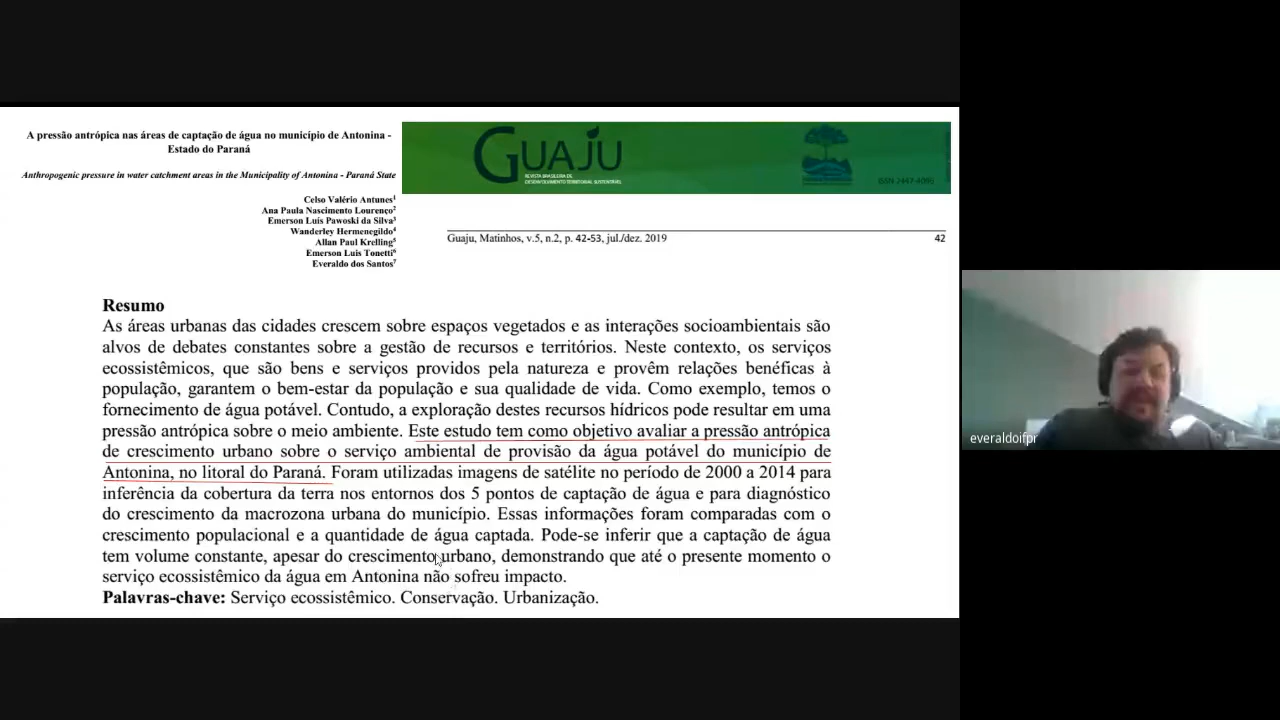 A pressão antrópica nas áreas de captação de água no município de Antonina -
Estado do Paraná
Anthropogenic pressure in water catchment areas in the Municipality of Antonina - Paraná State
Celso Valério Antunes¹
Ana Paula Nascimento Lourenço²
Emerson Luís Pawoski da Silva³
Wanderley Hermenegildo⁴
Allan Paul Krelling⁵
Emerson Luis Tonetti⁶
Everaldo dos Santos⁷
GUAJU
REVISTA BRASILEIRA DE
DESENVOLVIMENTO TERRITORIAL SUSTENTÁVEL
ISSN 2447-4096
Guaju, Matinhos, v.5, n.2, p. 42-53, jul./dez. 2019 42
Resumo
As áreas urbanas das cidades crescem sobre espaços vegetados e as interações socioambientais são
alvos de debates constantes sobre a gestão de recursos e territórios. Neste contexto, os serviços
ecossistêmicos, que são bens e serviços providos pela natureza e provêm relações benéficas à
população, garantem o bem-estar da população e sua qualidade de vida. Como exemplo, temos o
fornecimento de água potável. Contudo, a exploração destes recursos hídricos pode resultar em uma
pressão antrópica sobre o meio ambiente. Este estudo tem como objetivo avaliar a pressão antrópica
de crescimento urbano sobre o serviço ambiental de provisão da água potável do município de
Antonina, no litoral do Paraná. Foram utilizadas imagens de satélite no período de 2000 a 2014 para
inferência da cobertura da terra nos entornos dos 5 pontos de captação de água e para diagnóstico
do crescimento da macrozona urbana do município. Essas informações foram comparadas com o
crescimento populacional e a quantidade de água captada. Pode-se inferir que a captação de água
tem volume constante, apesar do crescimento urbano, demonstrando que até o presente momento o
serviço ecossistêmico da água em Antonina não sofreu impacto.
Palavras-chave: Serviço ecossistêmico. Conservação. Urbanização.
everaldoifpr